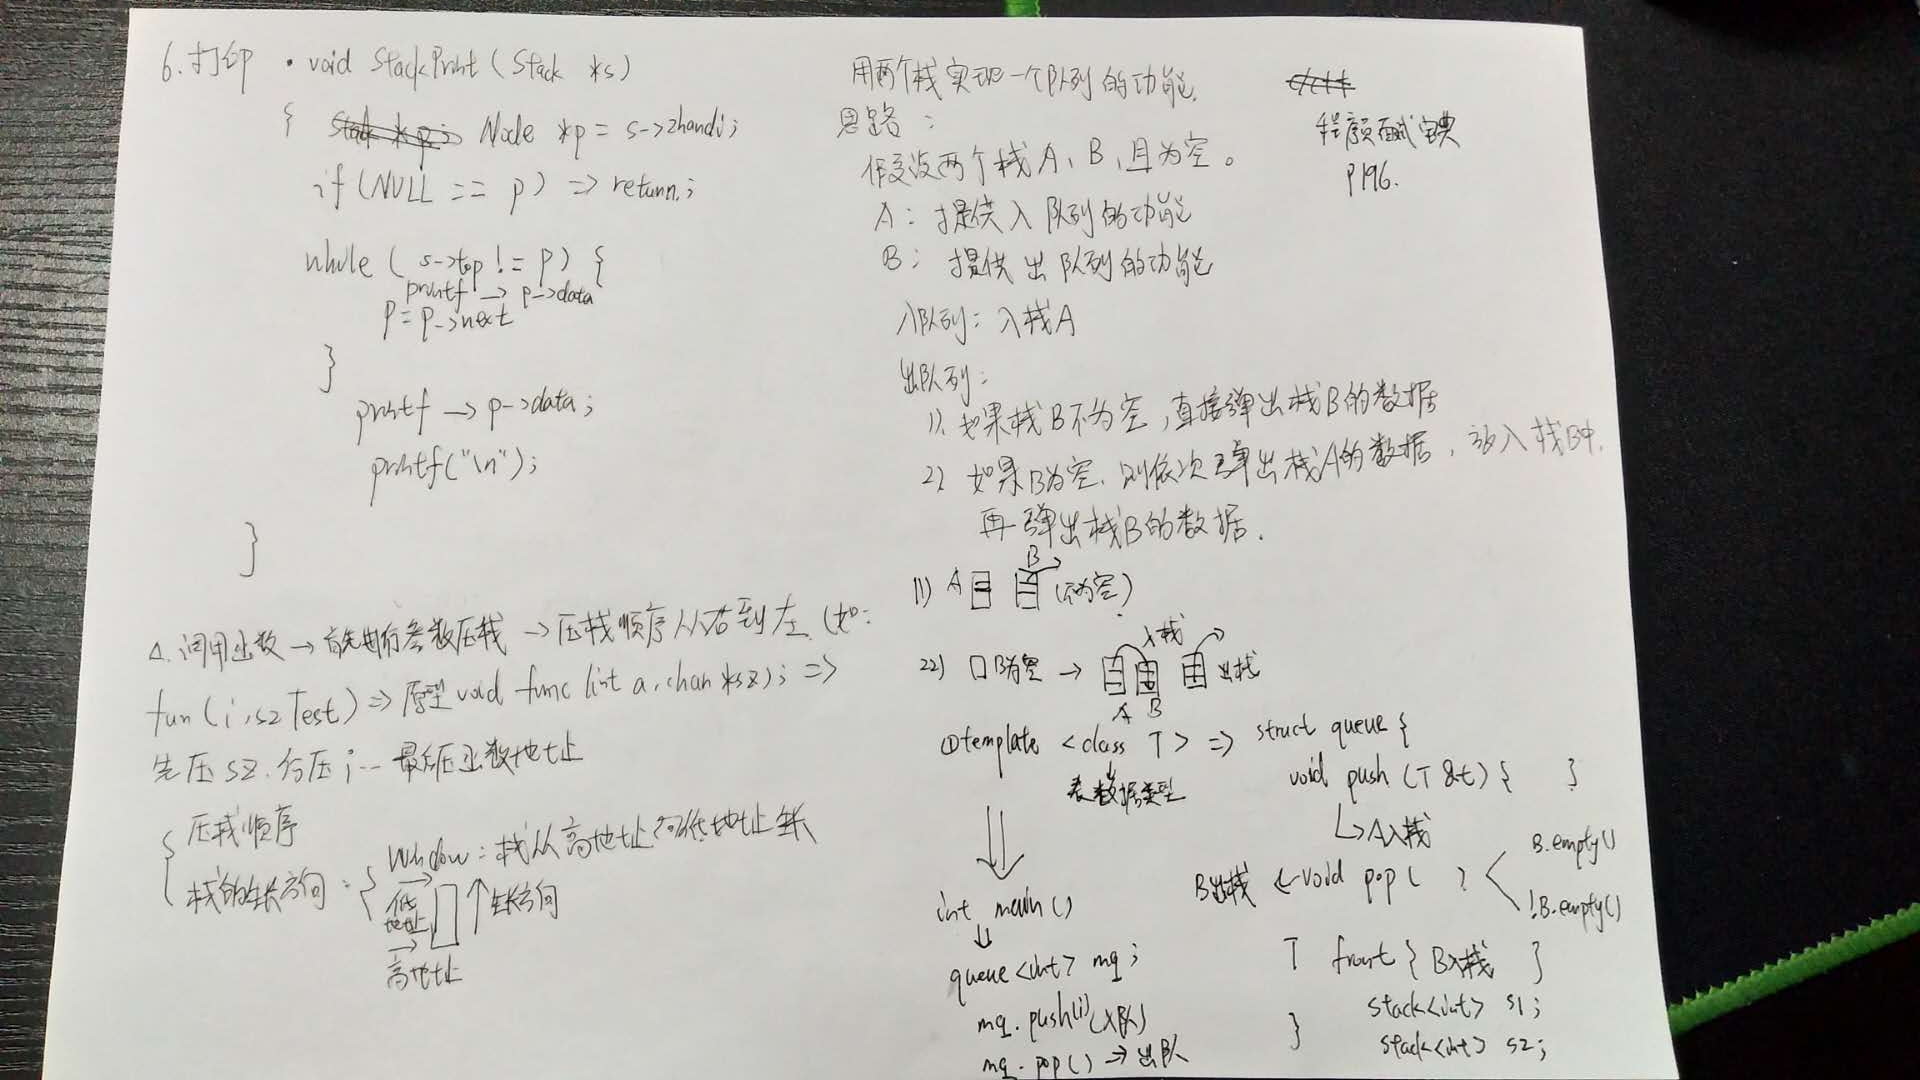 6.打印 · void StackPrint (Stack *s)
{ Node *p = s->zhandi;
if (NULL == p) => return;
while ( s->top != p) {
printf → p->data
p = p->next
}
printf → p->data;
printf("\n");
}
△.调用函数 → 首先进行参数压栈 → 压栈顺序从右到左 (如:
fun (i, szTest) => 原型 void func (int a, char *sz); =>
先压sz.后压i… 最后压函数地址
{ 压栈顺序
栈的生长方向: { Window: 栈从高地址向低地址生长
低地址
↑生长方向
高地址
用两个栈实现一个队列的功能.
思路:
假设两个栈A、B,且为空。
A: 提供入队列的功能
B: 提供出队列的功能
入队列: 入栈A
出队列:
1). 如果栈B不为空,直接弹出栈B的数据
2) 如果B为空.则依次弹出栈A的数据,放入栈B中.
再弹出栈B的数据.
B
11) A (不为空)
入栈
22) B为空 → 出栈
A B
①template <class T> => struct queue {
表数据类型
void push (T &t) { }
↳A入栈
B.empty()
B出栈 ← void pop (
!B.empty()
int main ()
↓
queue <int> mq;
mq. push(i) (入队)
mq. pop() → 出队
T front { B入栈 }
stack<int> s1;
stack<int> s2;
}
程序员面试宝典
P196.